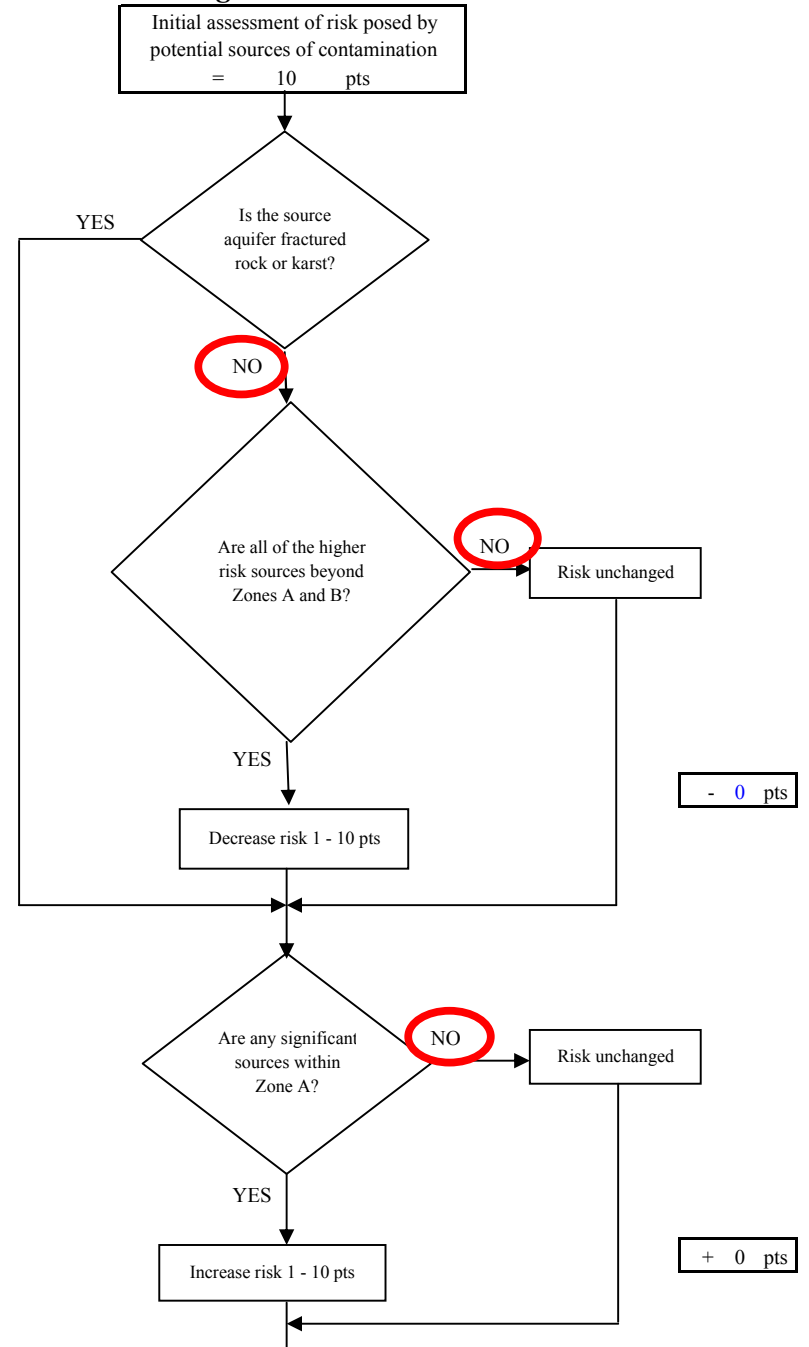 Initial assessment of risk posed by
potential sources of contamination
= 10 pts
YES
Is the source
aquifer fractured
rock or karst?
NO
Are all of the higher
risk sources beyond
Zones A and B?
NO
Risk unchanged
YES
- 0 pts
Decrease risk 1 - 10 pts
Are any significant
sources within
Zone A?
NO
Risk unchanged
YES
+ 0 pts
Increase risk 1 - 10 pts